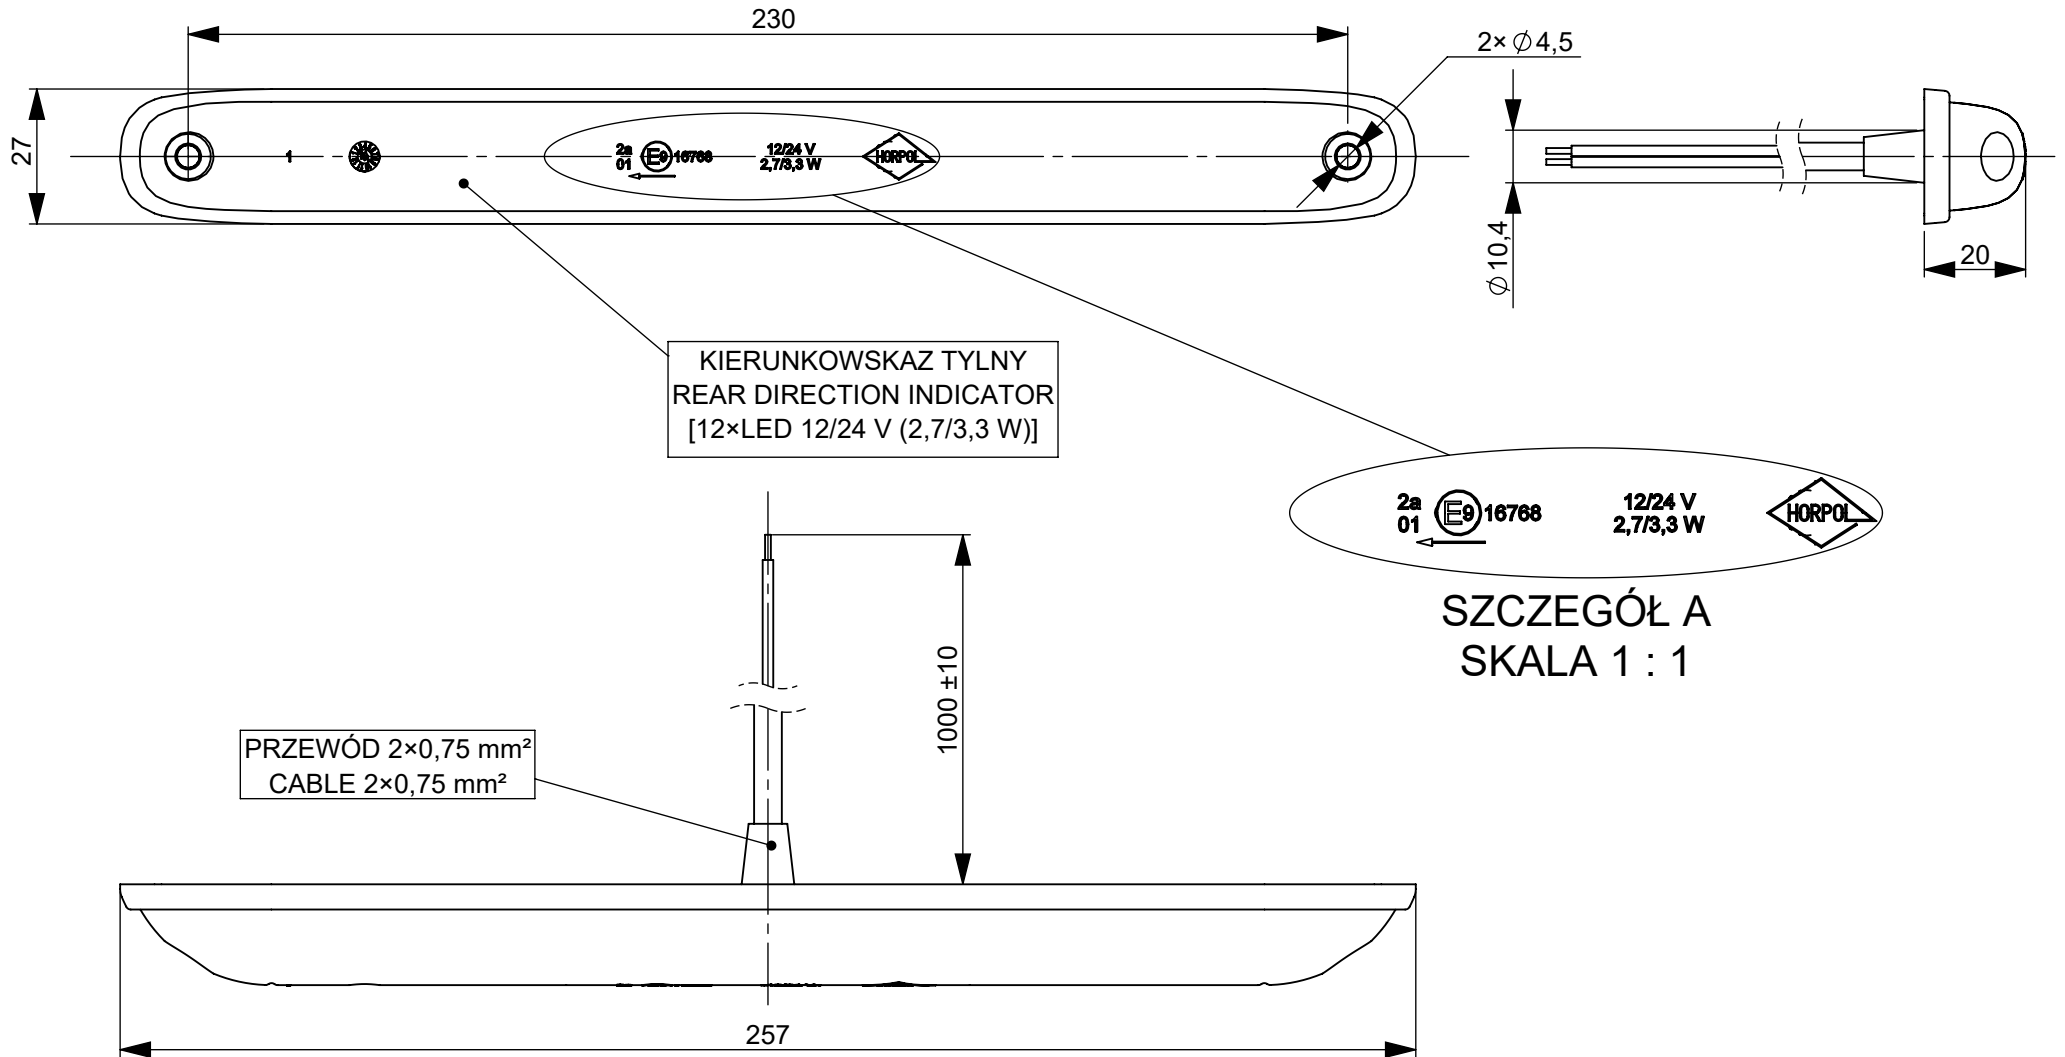 230
2× ∅ 4,5
27
1
2a
01
E9 16768
12/24 V
2,7/3,3 W
HORPOL
∅ 10,4
20
KIERUNKOWSKAZ TYLNY
REAR DIRECTION INDICATOR
[12×LED 12/24 V (2,7/3,3 W)]
2a
01
E9 16768
12/24 V
2,7/3,3 W
HORPOL
SZCZEGÓŁ A
SKALA 1 : 1
1000 ±10
PRZEWÓD 2×0,75 mm²
CABLE 2×0,75 mm²
257